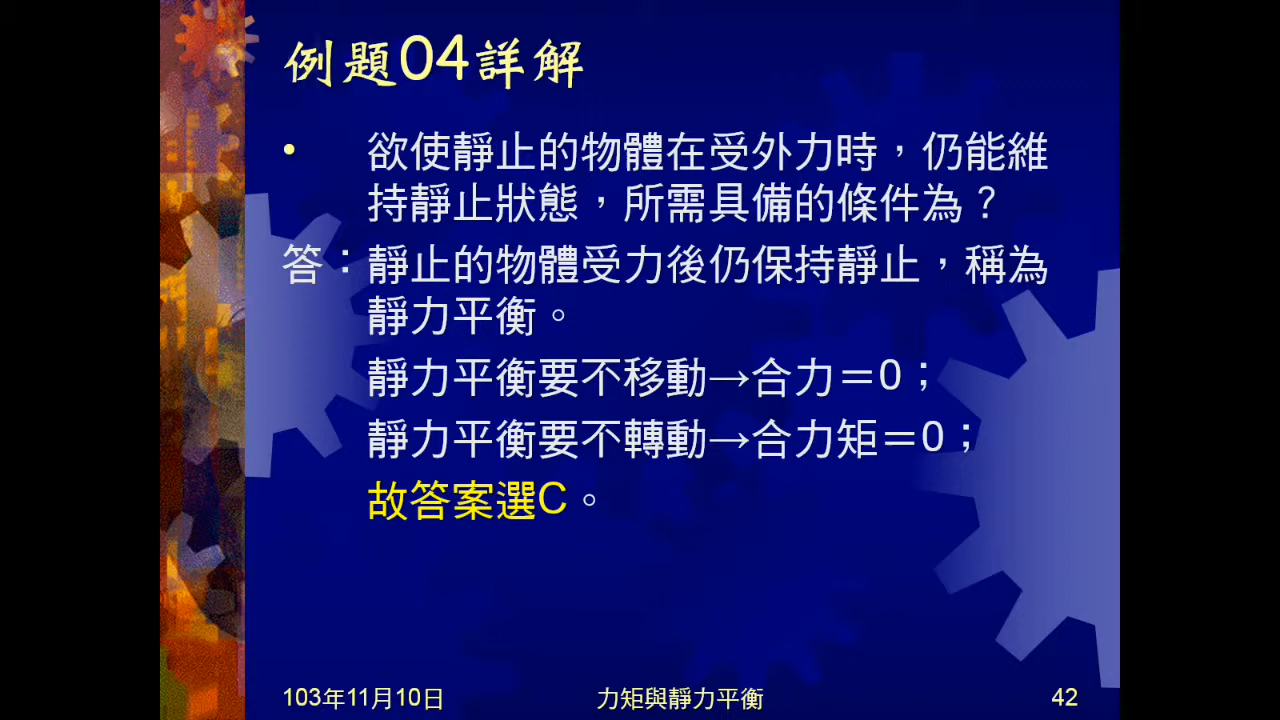 例題04詳解
• 欲使靜止的物體在受外力時，仍能維
持靜止狀態，所需具備的條件為？
答：靜止的物體受力後仍保持靜止，稱為
靜力平衡。
靜力平衡要不移動→合力＝0；
靜力平衡要不轉動→合力矩＝0；
故答案選C。
103年11月10日 力矩與靜力平衡 42